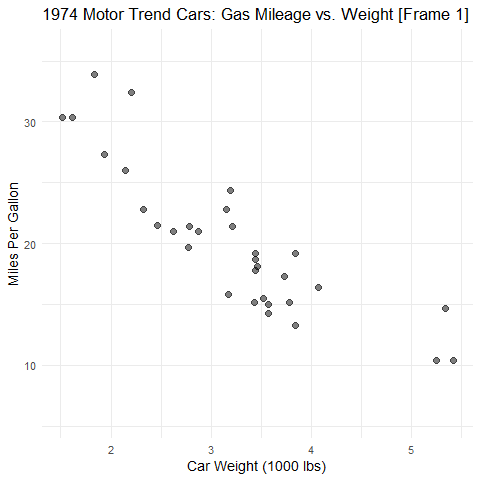 1974 Motor Trend Cars: Gas Mileage vs. Weight [Frame 1]
Miles Per Gallon
30
20
10
2 3 4 5
Car Weight (1000 lbs)